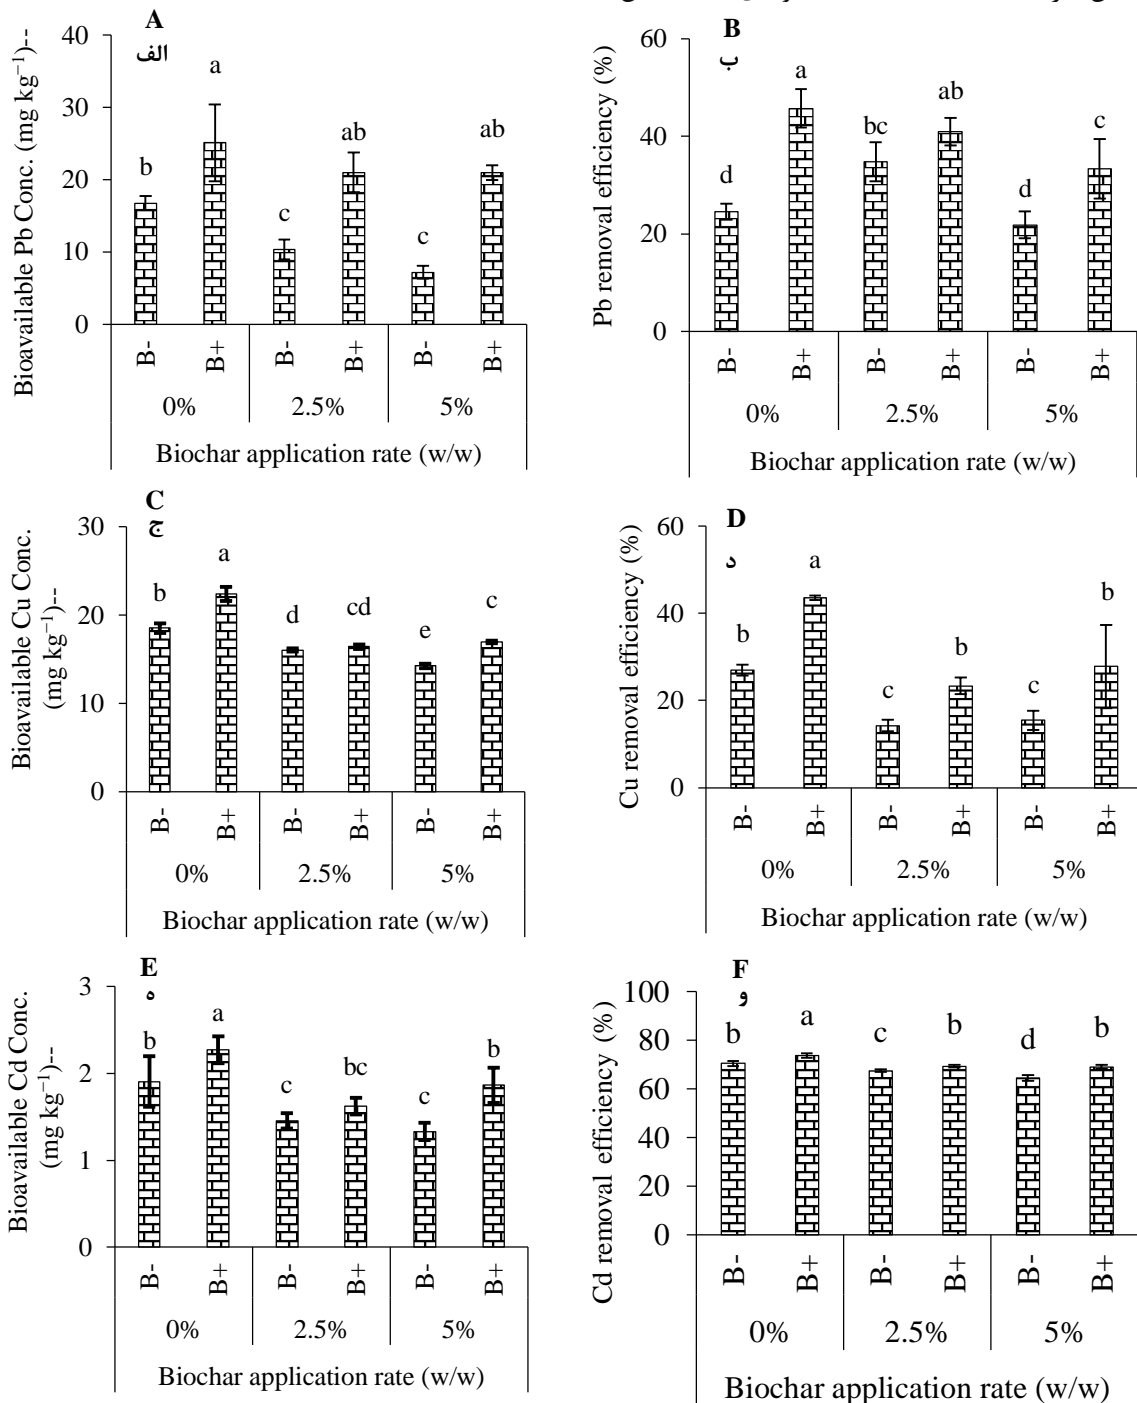 A
الف
Bioavailable Pb Conc. (mg kg⁻¹)--
40
30
20
10
0
b
a
c
ab
c
ab
B-
B+
B-
B+
B-
B+
0%
2.5%
5%
Biochar application rate (w/w)
B
ب
Pb removal efficiency (%)
60
40
20
0
d
a
bc
ab
d
c
B-
B+
B-
B+
B-
B+
0%
2.5%
5%
Biochar application rate (w/w)
C
ج
Bioavailable Cu Conc.
(mg kg⁻¹)--
30
20
10
0
b
a
d
cd
e
c
B-
B+
B-
B+
B-
B+
0%
2.5%
5%
Biochar application rate (w/w)
D
د
Cu removal efficiency (%)
60
40
20
0
b
a
c
b
c
b
B-
B+
B-
B+
B-
B+
0%
2.5%
5%
Biochar application rate (w/w)
E
ه
Bioavailable Cd Conc.
(mg kg⁻¹)--
3
2
1
0
b
a
c
bc
c
b
B-
B+
B-
B+
B-
B+
0%
2.5%
5%
Biochar application rate (w/w)
F
و
Cd removal efficiency (%)
100
80
60
40
20
0
b
a
c
b
d
b
B-
B+
B-
B+
B-
B+
0%
2.5%
5%
Biochar application rate (w/w)